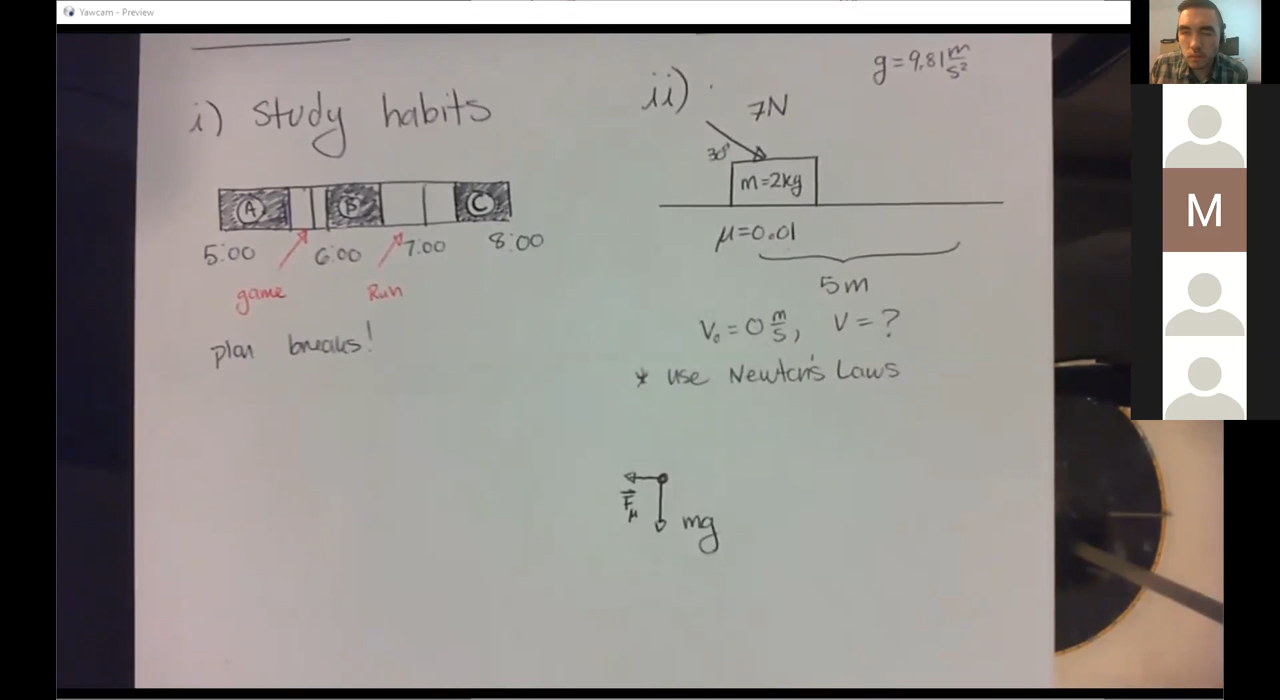 Yawcam - Preview
i) Study habits
A B C
5:00 6:00 7:00 8:00
game Run
plan breaks!
ii)
g = 9.81 m/s²
7N
30°
m=2kg
μ=0.01
5m
V₀ = 0 m/s, V = ?
* use Newton's Laws
F⃗μ
mg
M